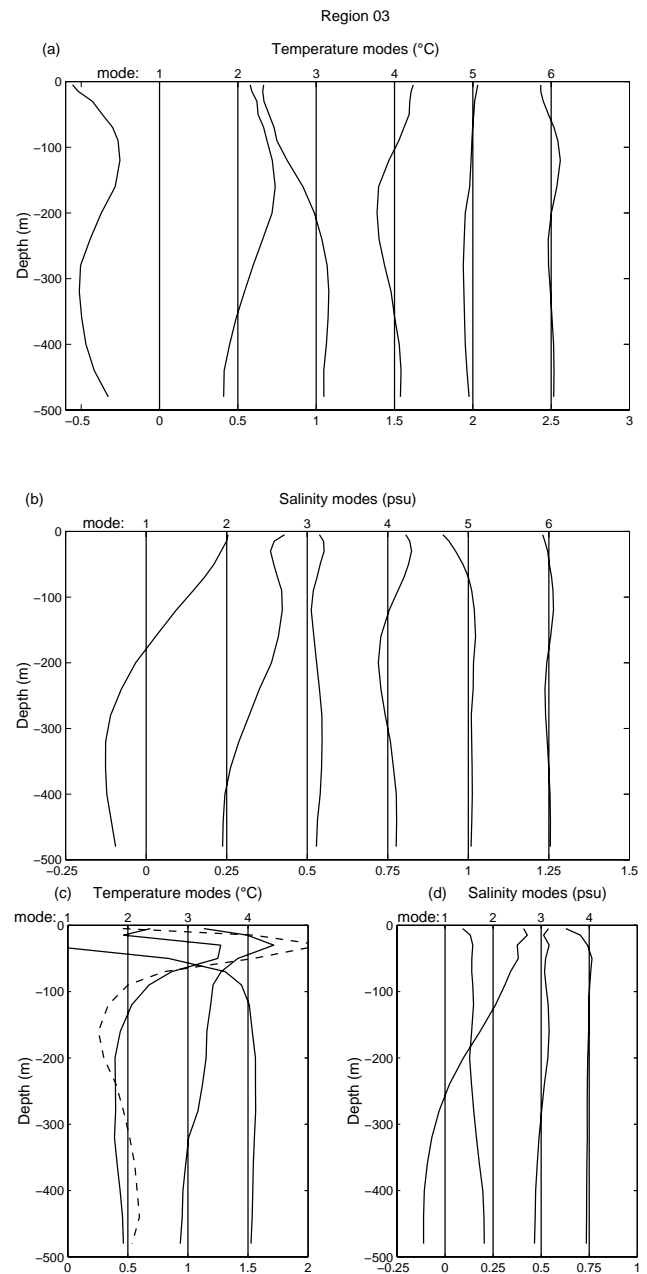 Region 03
(a) Temperature modes (°C)
mode: 1 2 3 4 5 6
0
−100
−200
−300
−400
−500
Depth (m)
−0.5 0 0.5 1 1.5 2 2.5 3
(b) Salinity modes (psu)
mode: 1 2 3 4 5 6
0
−100
−200
−300
−400
−500
Depth (m)
−0.25 0 0.25 0.5 0.75 1 1.25 1.5
(c) Temperature modes (°C)
mode: 1 2 3 4
0
−100
−200
−300
−400
−500
Depth (m)
0 0.5 1 1.5 2
(d) Salinity modes (psu)
mode: 1 2 3 4
0
−100
−200
−300
−400
−500
Depth (m)
−0.25 0 0.25 0.5 0.75 1